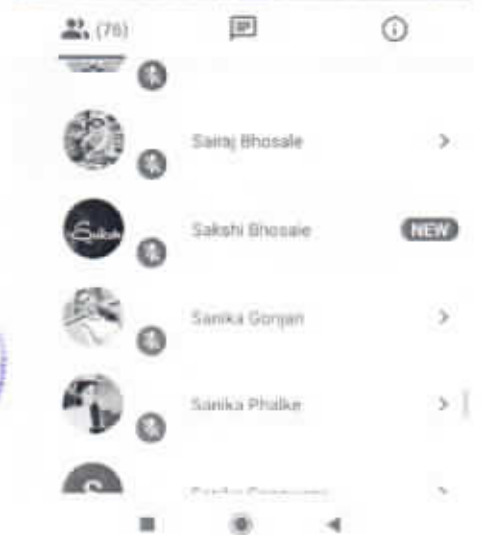 (76)
Sairaj Bhosale
Sakshi Bhosale
NEW
Sanika Gonjari
Sanika Phalke
S